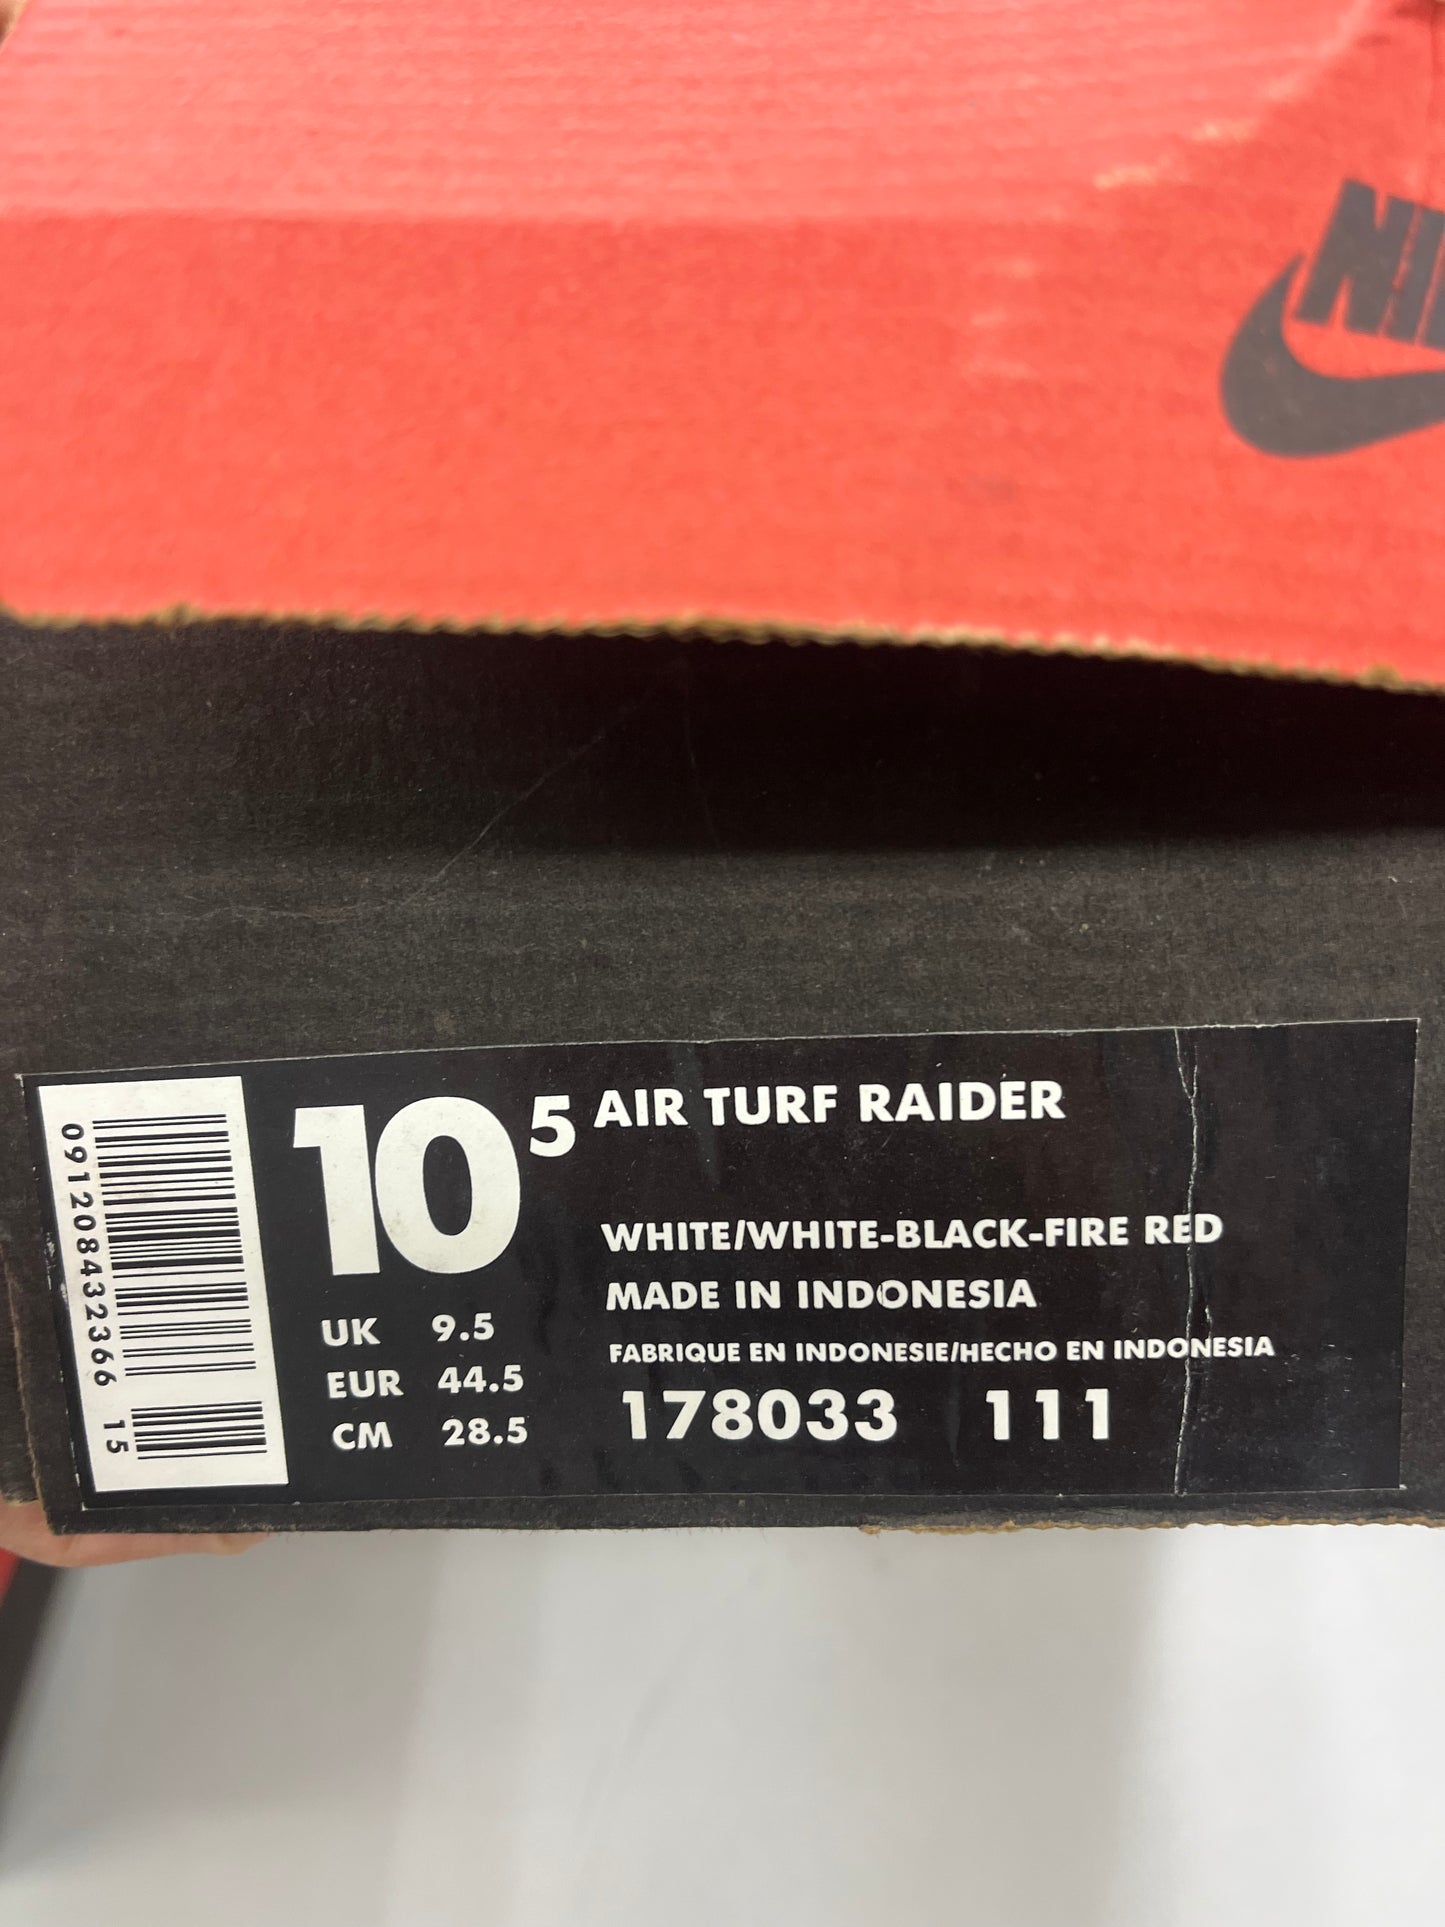 NIKE
10 5 AIR TURF RAIDER
WHITE/WHITE-BLACK-FIRE RED
MADE IN INDONESIA
FABRIQUE EN INDONESIE/HECHO EN INDONESIA
178033 111
UK 9.5
EUR 44.5
CM 28.5
091208432366 15